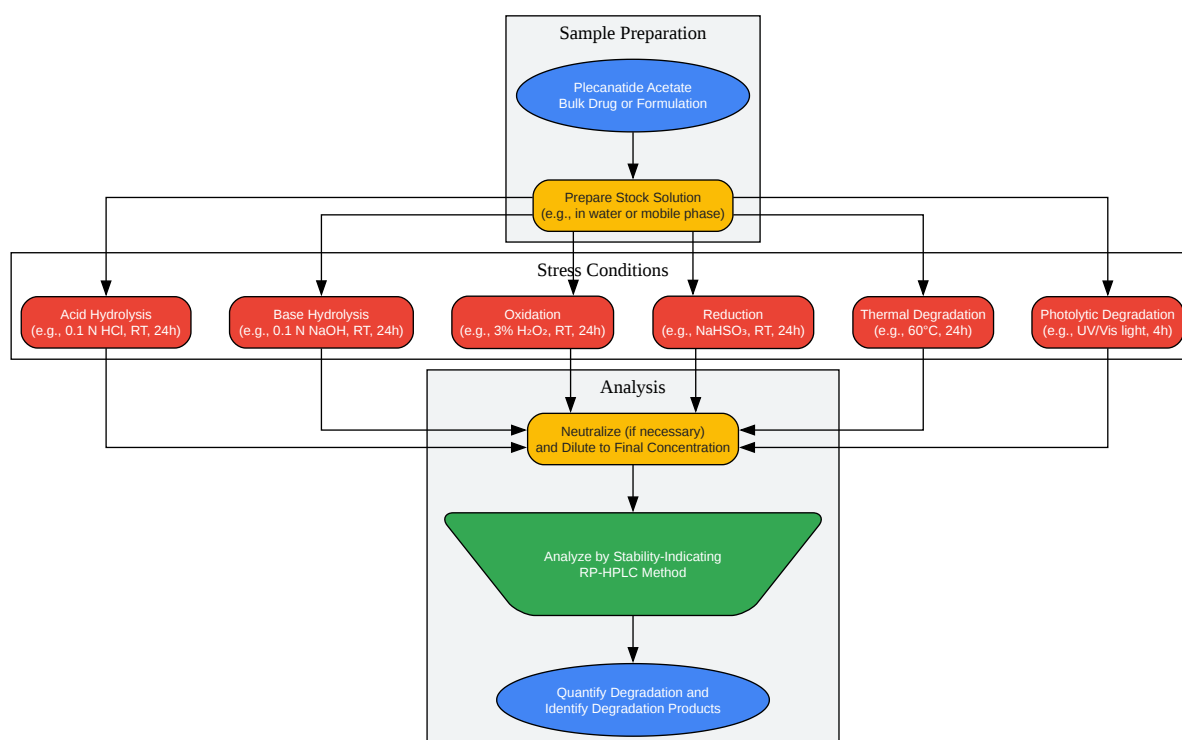 Sample Preparation
Plecanatide Acetate
Bulk Drug or Formulation
Prepare Stock Solution
(e.g., in water or mobile phase)
Stress Conditions
Acid Hydrolysis
(e.g., 0.1 N HCl, RT, 24h)
Base Hydrolysis
(e.g., 0.1 N NaOH, RT, 24h)
Oxidation
(e.g., 3% H₂O₂, RT, 24h)
Reduction
(e.g., NaHSO₃, RT, 24h)
Thermal Degradation
(e.g., 60°C, 24h)
Photolytic Degradation
(e.g., UV/Vis light, 4h)
Analysis
Neutralize (if necessary)
and Dilute to Final Concentration
Analyze by Stability-Indicating
RP-HPLC Method
Quantify Degradation and
Identify Degradation Products